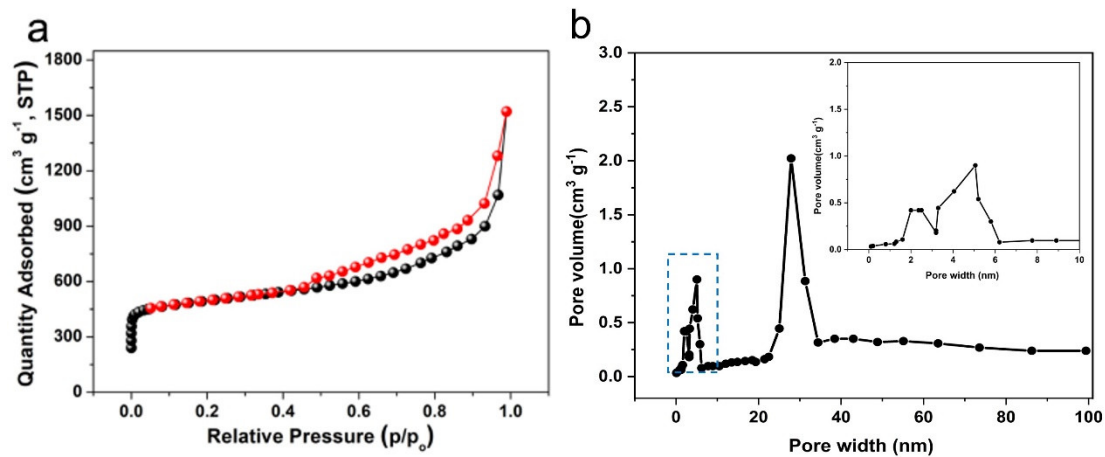 a
Quantity Adsorbed (cm³ g⁻¹, STP)
1800
1500
1200
900
600
300
0
0.0 0.2 0.4 0.6 0.8 1.0
Relative Pressure (p/pₒ)
b
Pore volume(cm³ g⁻¹)
3.0
2.5
2.0
1.5
1.0
0.5
0.0
0 20 40 60 80 100
Pore width (nm)
Pore volume(cm³ g⁻¹)
2.0
1.5
1.0
0.5
0.0
0 2 4 6 8 10
Pore width (nm)